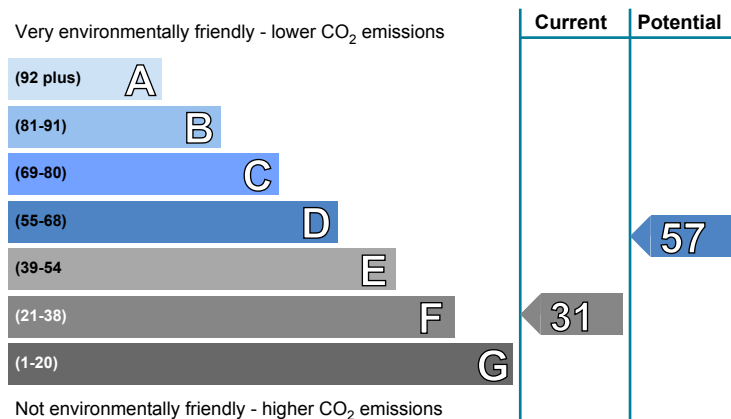 Current Potential
Very environmentally friendly - lower CO₂ emissions
(92 plus) A
(81-91) B
(69-80) C
(55-68) D
57
(39-54 E
(21-38) F 31
(1-20) G
Not environmentally friendly - higher CO₂ emissions